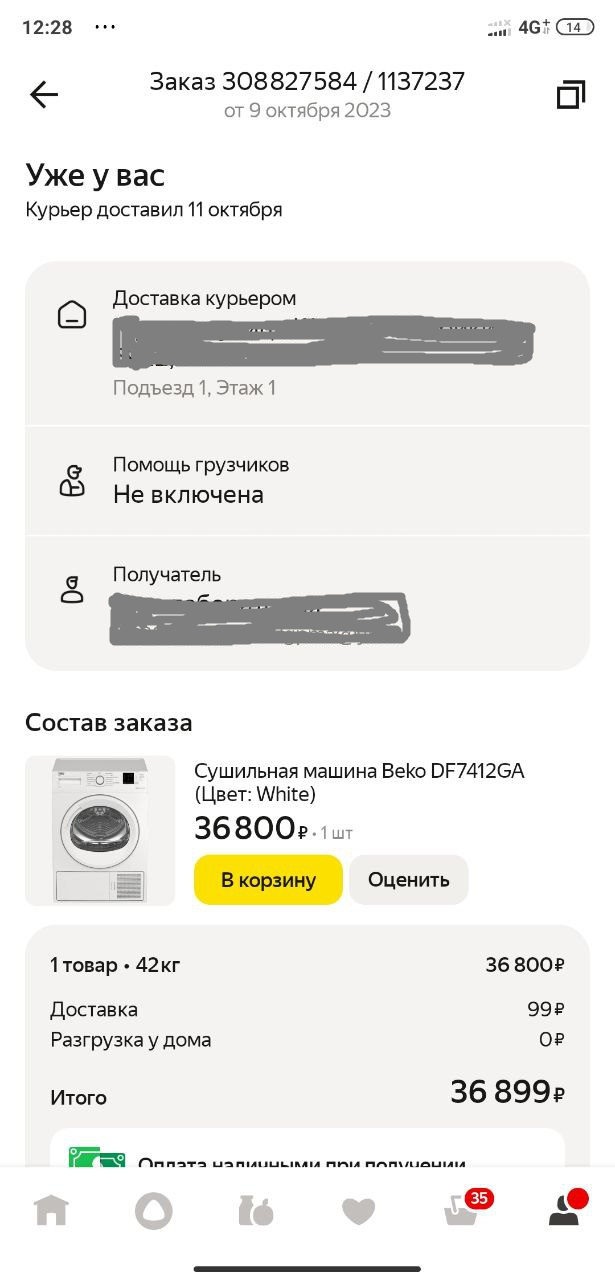 12:28 ...
4G+ 14
Заказ 308827584 / 1137237
от 9 октября 2023
Уже у вас
Курьер доставил 11 октября
Доставка курьером
Подъезд 1, Этаж 1
Помощь грузчиков
Не включена
Получатель
Состав заказа
Сушильная машина Beko DF7412GA
(Цвет: White)
36 800 ₽ · 1 шт
В корзину
Оценить
1 товар • 42 кг
36 800 ₽
Доставка
99 ₽
Разгрузка у дома
0 ₽
Итого
36 899 ₽
Оплата наличными при получении
35